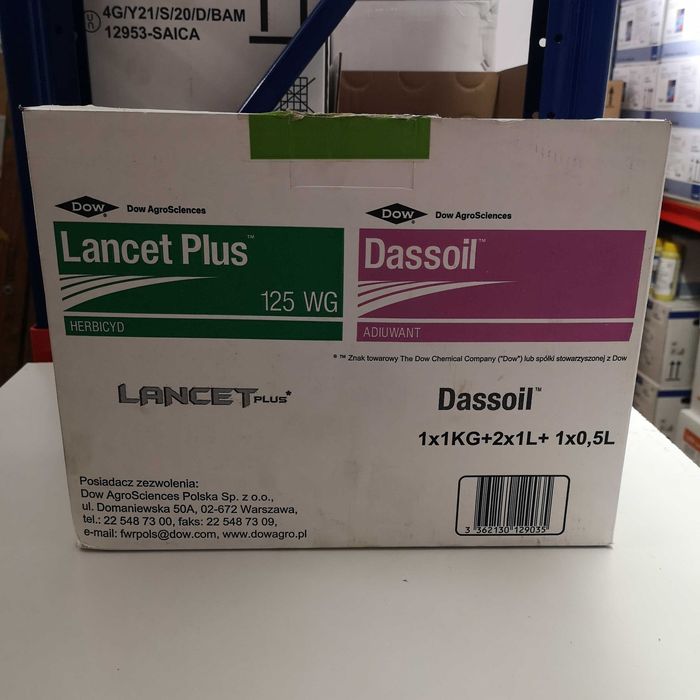 4G/Y21/S/20/D/BAM
12953-SAICA
Dow Dow AgroSciences
Lancet Plus™
125 WG
HERBICYD
Dow Dow AgroSciences
Dassoil™
ADIUWANT
® ™ Znak towarowy The Dow Chemical Company ("Dow") lub spółki stowarzyszonej z Dow
LANCET PLUS*
Dassoil™
1x1KG+2x1L+ 1x0,5L
Posiadacz zezwolenia:
Dow AgroSciences Polska Sp. z o.o.,
ul. Domaniewska 50A, 02-672 Warszawa,
tel.: 22 548 73 00, faks: 22 548 73 09,
e-mail: fwrpols@dow.com, www.dowagro.pl
3 362130 129035